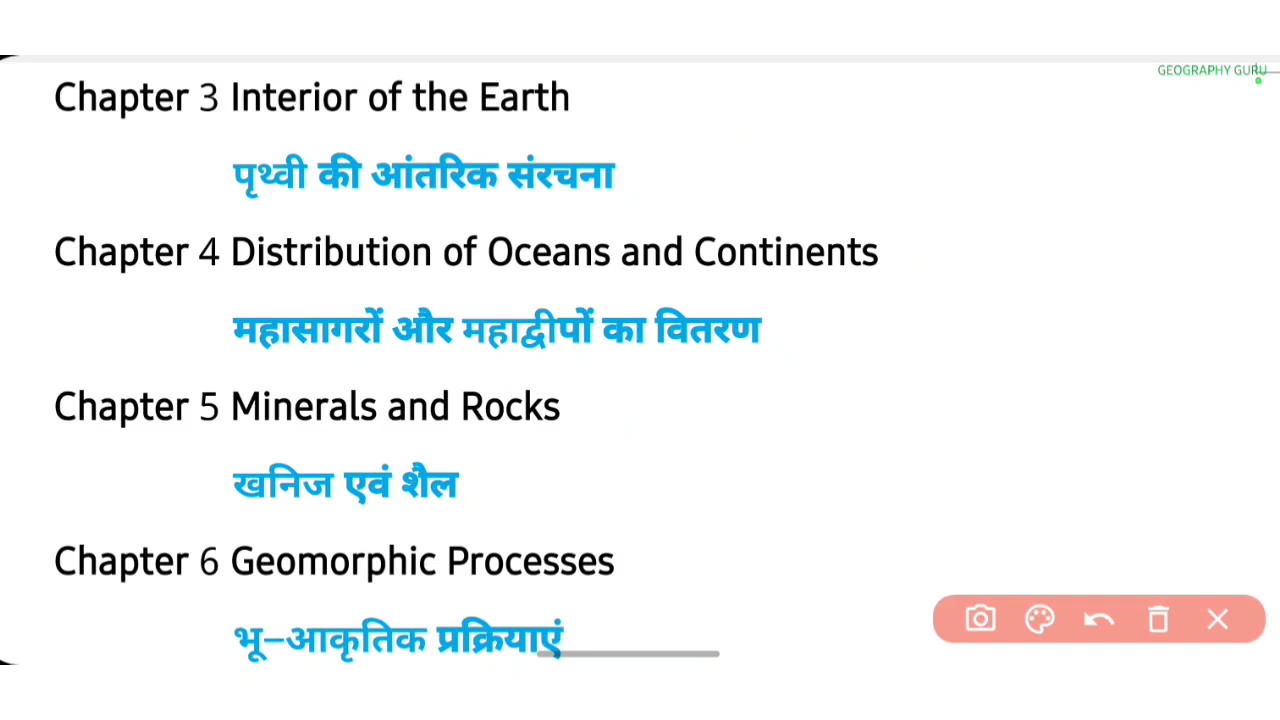 GEOGRAPHY GURU
Chapter 3 Interior of the Earth
पृथ्वी की आंतरिक संरचना
Chapter 4 Distribution of Oceans and Continents
महासागरों और महाद्वीपों का वितरण
Chapter 5 Minerals and Rocks
खनिज एवं शैल
Chapter 6 Geomorphic Processes
भू–आकृतिक प्रक्रियाएं